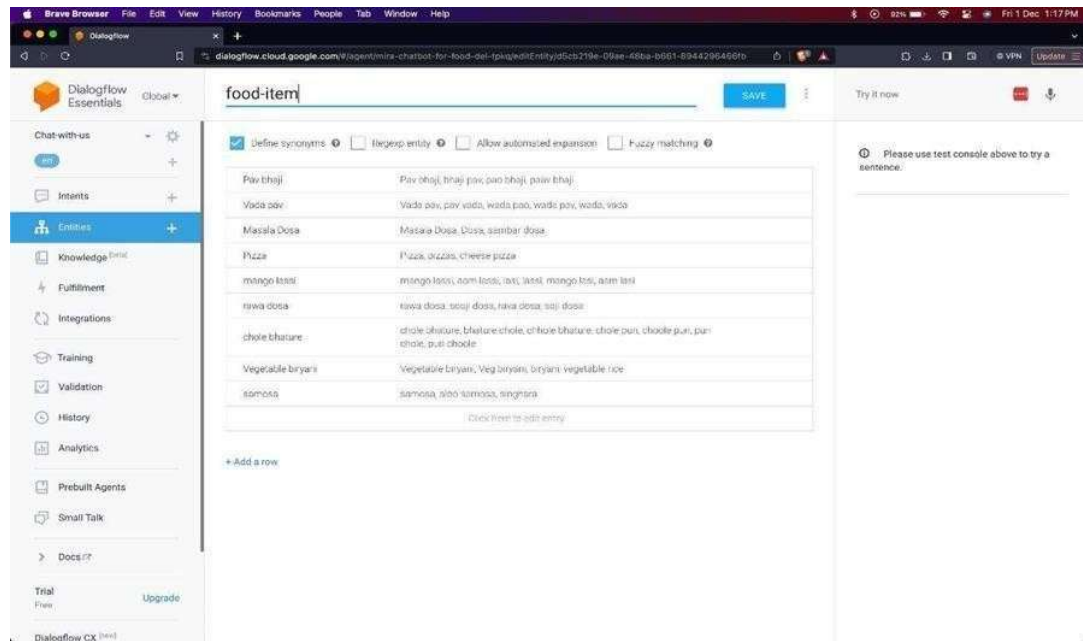 Brave Browser File Edit View History Bookmarks People Tab Window Help 92% Fri 1 Dec 1:17 PM
Dialogflow
dialogflow.cloud.google.com/#/agent/mira-chatbot-for-food-del-tpkq/editEntity/
VPN Update
Dialogflow Essentials Global
food-item
SAVE
Try it now
Chat-with-us
en
Define synonyms Regexp entity Allow automated expansion Fuzzy matching
Please use test console above to try a
sentence.
Intents
Entities
Knowledge
Fulfillment
Integrations
Training
Validation
History
Analytics
Prebuilt Agents
Small Talk
Docs
Trial
Free
Upgrade
Dialogflow CX [new]
Pav bhaji Pav bhaji, bhaji pav, pao bhaji, paav bhaji
Vada pav Vada pav, pav vada, wada pao, wada pav, wada, vada
Masala Dosa Masala Dosa, Dosa, sambar dosa
Pizza Pizza, pizzas, cheese pizza
mango lassi mango lassi, aam lassi, lassi, mango lasi, aam lasi
rawa dosa rawa dosa, sooji dosa, rava dosa, soji dosa
chole bhature chole bhature, bhature chole, chhole bhature, chole puri, choole puri, puri
chole, puri choole
Vegetable biryani Vegetable biryani, Veg biryani, biryani, vegetable rice
samosa samosa, aloo samosa, singhara
Click here to edit entry
+ Add a row